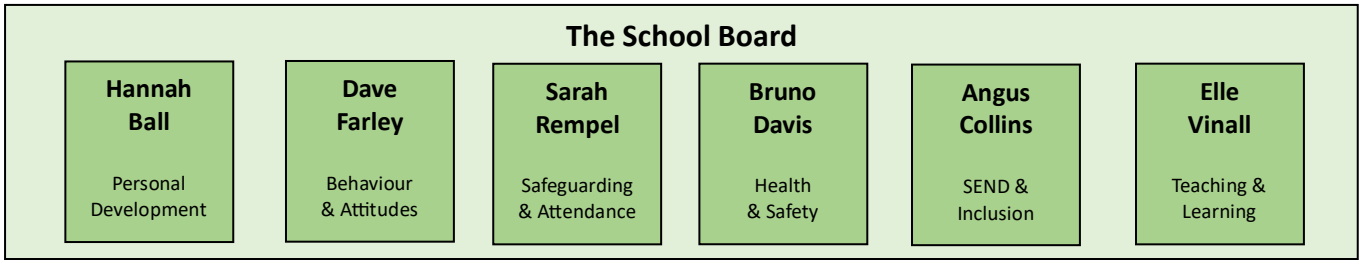 The School Board
Hannah
Ball
Personal
Development
Dave
Farley
Behaviour
& Attitudes
Sarah
Rempel
Safeguarding
& Attendance
Bruno
Davis
Health
& Safety
Angus
Collins
SEND &
Inclusion
Elle
Vinall
Teaching &
Learning